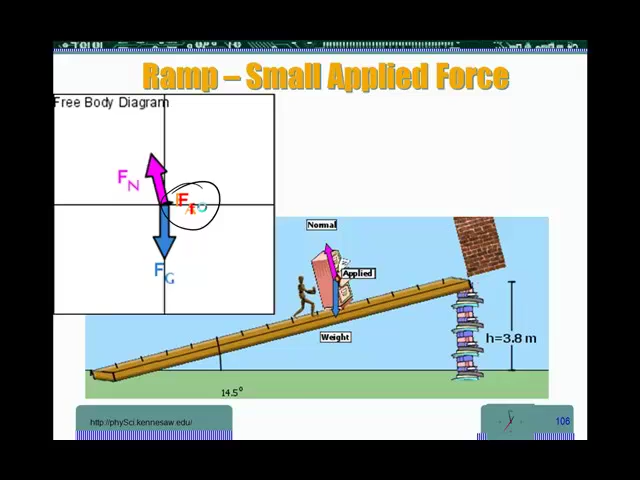 Ramp – Small Applied Force
Free Body Diagram
FN
FG
Normal
Applied
Weight
h=3.8 m
14.5°
http://phySci.kennesaw.edu/
106